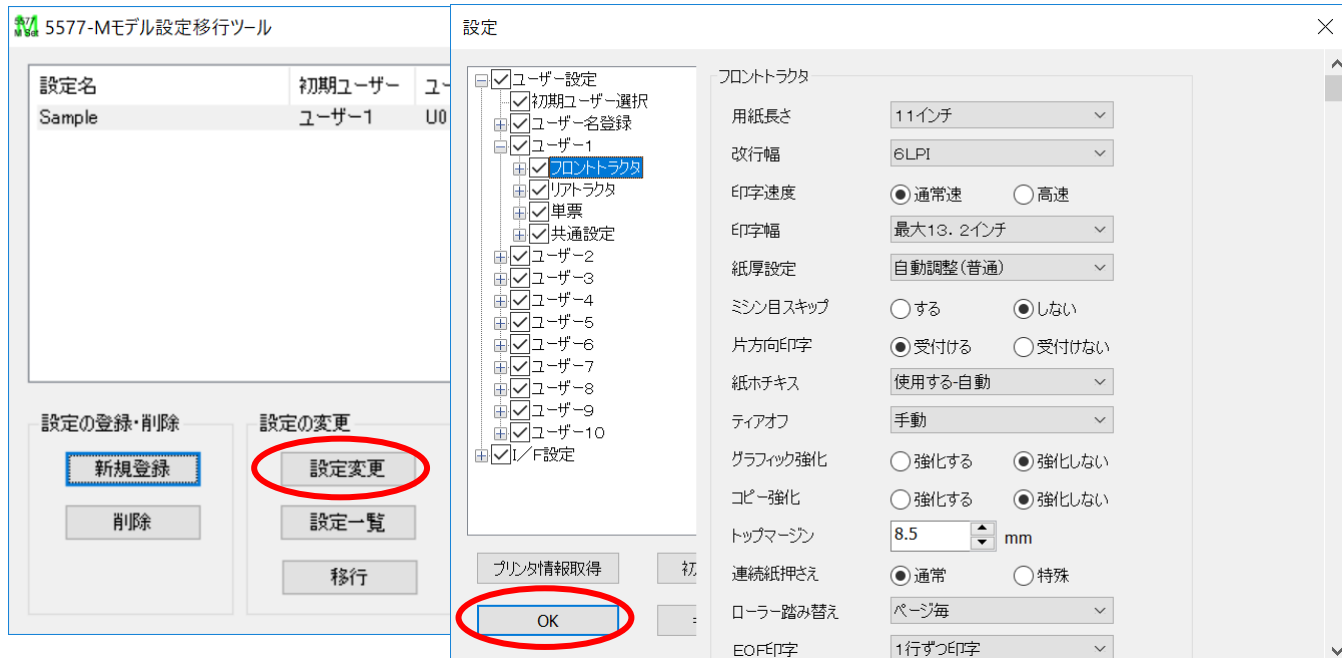 5577-Mモデル設定移行ツール
設定名 初期ユーザー
Sample ユーザー1 U0
設定の登録・削除
設定の変更
新規登録
設定変更
削除
設定一覧
移行
設定
ユーザー設定
初期ユーザー選択
ユーザー名登録
ユーザー1
フロントトラクタ
リアトラクタ
単票
共通設定
ユーザー2
ユーザー3
ユーザー4
ユーザー5
ユーザー6
ユーザー7
ユーザー8
ユーザー9
ユーザー10
I/F設定
プリンタ情報取得
OK
フロントトラクタ
用紙長さ 11インチ
改行幅 6LPI
印字速度 通常速 高速
印字幅 最大13.2インチ
紙厚設定 自動調整(普通)
ミシン目スキップ する しない
片方向印字 受付ける 受付けない
紙ホチキス 使用する-自動
ティアオフ 手動
グラフィック強化 強化する 強化しない
コピー強化 強化する 強化しない
トップマージン 8.5 mm
連続紙押さえ 通常 特殊
ローラー踏み替え ページ毎
EOF印字 1行ずつ印字